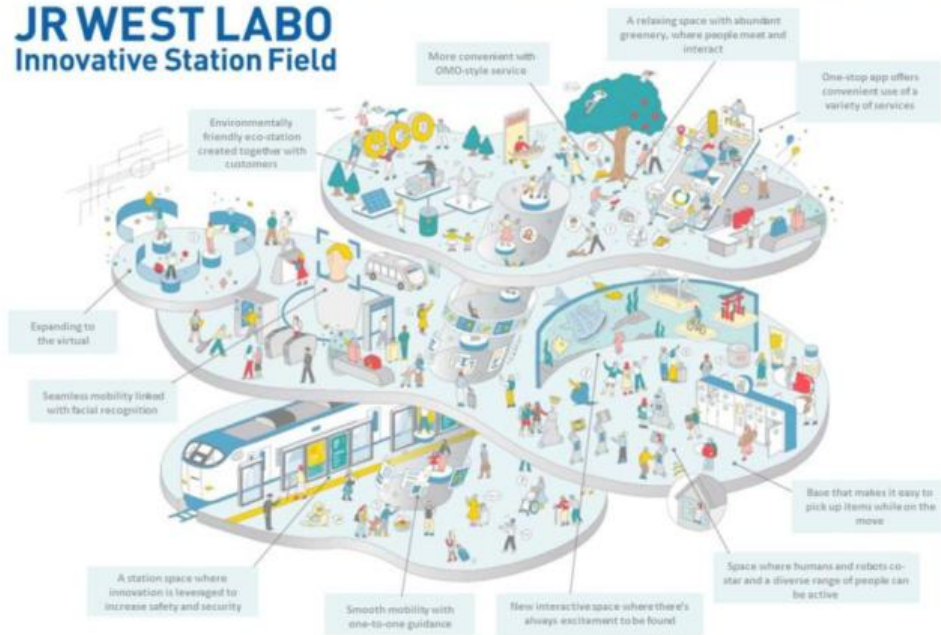 JR WEST LABO
Innovative Station Field
A relaxing space with abundant
greenery, where people meet and
interact
More convenient with
OMO-style service
One-stop app offers
convenient use of a
variety of services
Environmentally
friendly eco-station
created together with
customers
eco
Expanding to
the virtual
Seamless mobility linked
with facial recognition
Base that makes it easy to
pick up items while on the
move
Space where humans and robots co-
star and a diverse range of people can
be active
A station space where
innovation is leveraged to
increase safety and security
Smooth mobility with
one-to-one guidance
New interactive space where there's
always excitement to be found